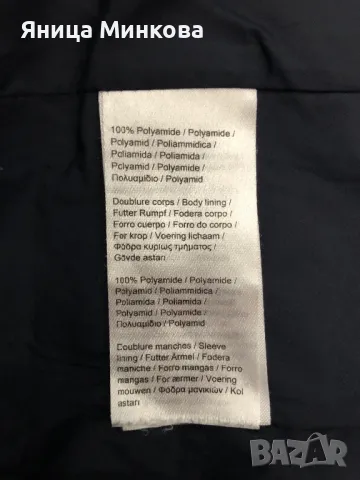 Яница Минкова
100% Polyamide / Polyamide /
Polyamid / Poliammidica /
Poliamida / Poliamida /
Polyamid / Polyamide /
Πολυαμίδιο / Polyamid
Doublure corps / Body lining /
Futter Rumpf / Fodera corpo /
Forro cuerpo / Forro do corpo /
For krop / Voering lichaam /
Φόδρα κυρίως τμήματος /
Gövde astarı
100% Polyamide / Polyamide /
Polyamid / Poliammidica /
Poliamida / Poliamida /
Polyamid / Polyamide /
Πολυαμίδιο / Polyamid
Doublure manches / Sleeve
lining / Futter Ärmel / Fodera
maniche / Forro mangas / Forro
mangas / For ærmer / Voering
mouwen / Φόδρα μανικιών / Kol
astarı
BAZAR
bg